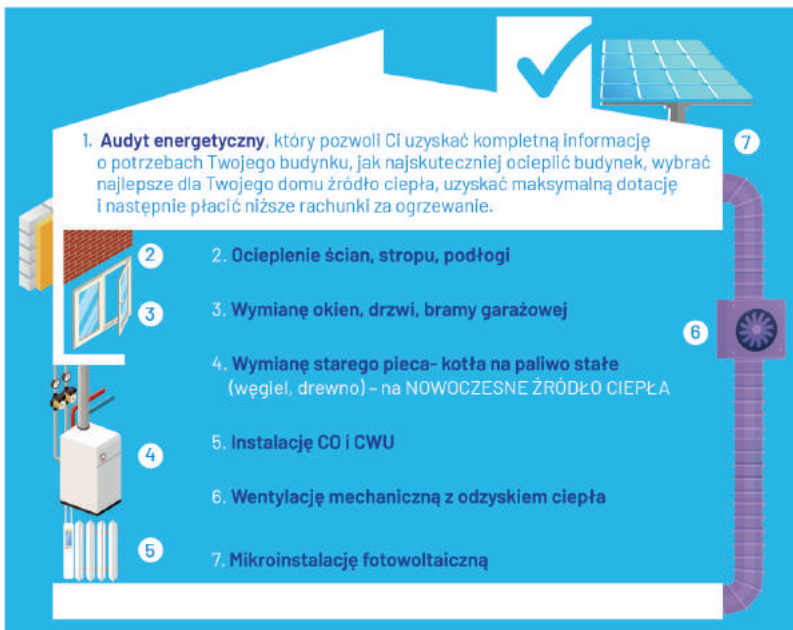 1. Audyt energetyczny, który pozwoli Ci uzyskać kompletną informację
o potrzebach Twojego budynku, jak najskuteczniej ocieplić budynek, wybrać
najlepsze dla Twojego domu źródło ciepła, uzyskać maksymalną dotację
i następnie płacić niższe rachunki za ogrzewanie.
7
2
2. Ocieplenie ścian, stropu, podłogi
3
3. Wymianę okien, drzwi, bramy garażowej
6
4. Wymianę starego pieca- kotła na paliwo stałe
(węgiel, drewno) – na NOWOCZESNE ŹRÓDŁO CIEPŁA
4
5. Instalację CO i CWU
6. Wentylację mechaniczną z odzyskiem ciepła
5
7. Mikroinstalację fotowoltaiczną